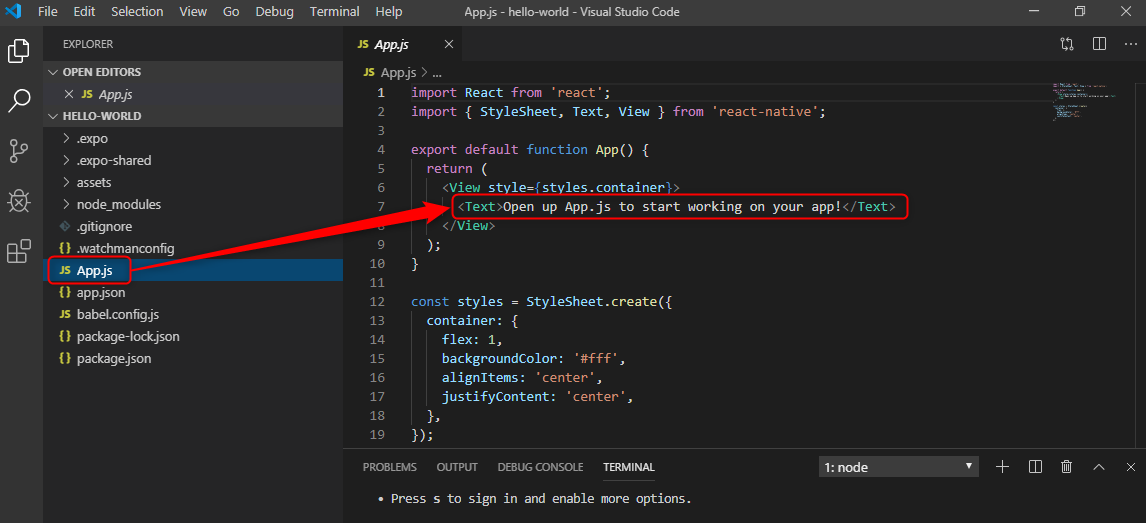 File Edit Selection View Go Debug Terminal Help App.js - hello-world - Visual Studio Code
EXPLORER
OPEN EDITORS
JS App.js
HELLO-WORLD
.expo
.expo-shared
assets
node_modules
.gitignore
{} .watchmanconfig
JS App.js
{} app.json
JS babel.config.js
{} package-lock.json
{} package.json
JS App.js
JS App.js > ...
1 import React from 'react';
2 import { StyleSheet, Text, View } from 'react-native';
3
4 export default function App() {
5 return (
6 <View style={styles.container}>
7 <Text>Open up App.js to start working on your app!</Text>
8 </View>
9 );
10 }
11
12 const styles = StyleSheet.create({
13 container: {
14 flex: 1,
15 backgroundColor: '#fff',
16 alignItems: 'center',
17 justifyContent: 'center',
18 },
19 });
PROBLEMS OUTPUT DEBUG CONSOLE TERMINAL 1: node
• Press s to sign in and enable more options.